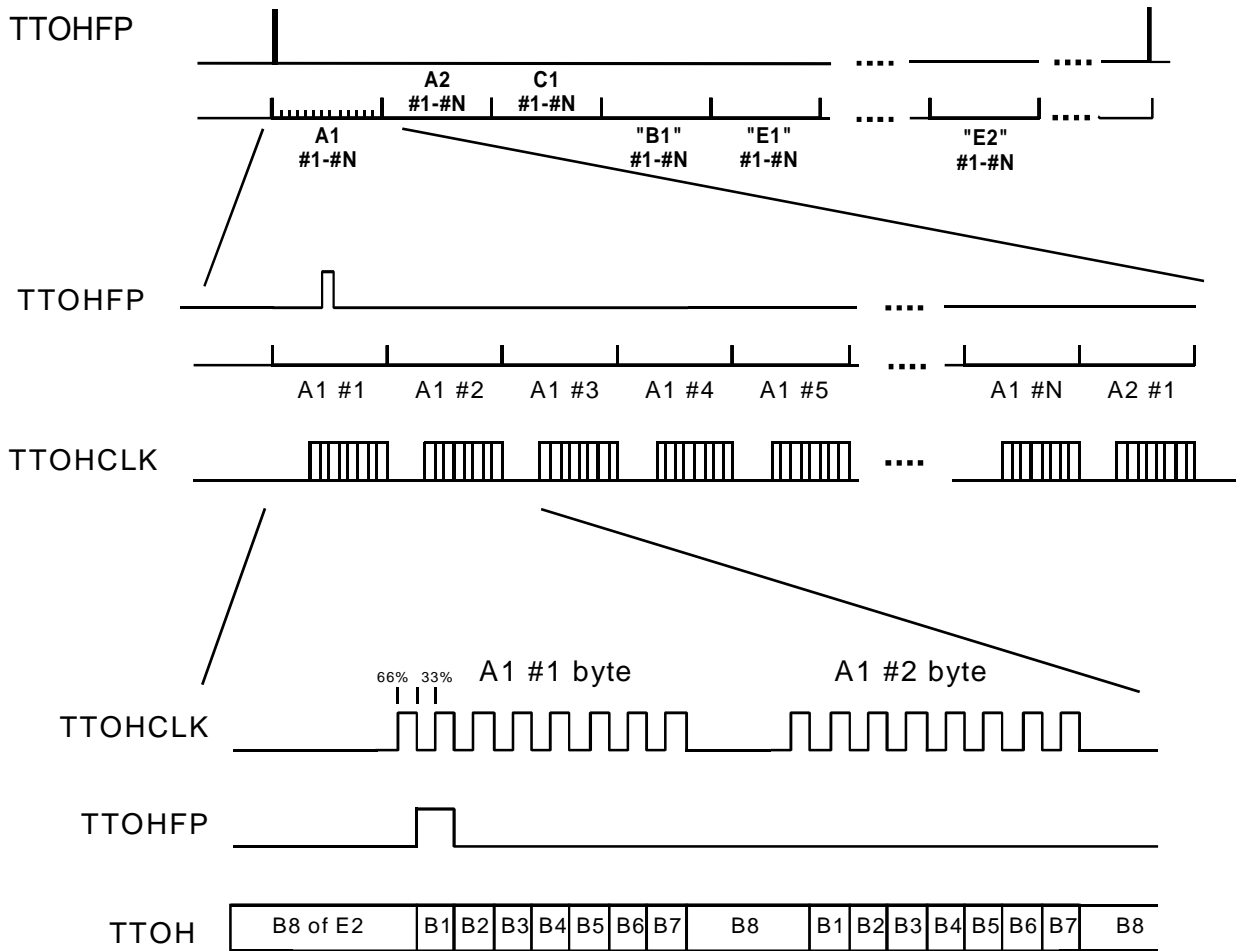 TTOHFP
A2 C1
#1-#N #1-#N
A1 "B1" "E1" "E2"
#1-#N #1-#N #1-#N #1-#N
TTOHFP
A1 #1 A1 #2 A1 #3 A1 #4 A1 #5 A1 #N A2 #1
TTOHCLK
66% 33% A1 #1 byte A1 #2 byte
TTOHCLK
TTOHFP
TTOH B8 of E2 B1 B2 B3 B4 B5 B6 B7 B8 B1 B2 B3 B4 B5 B6 B7 B8